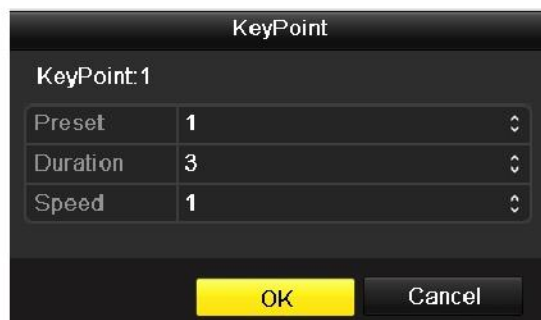 KeyPoint
KeyPoint:1
Preset 1
Duration 3
Speed 1
OK Cancel